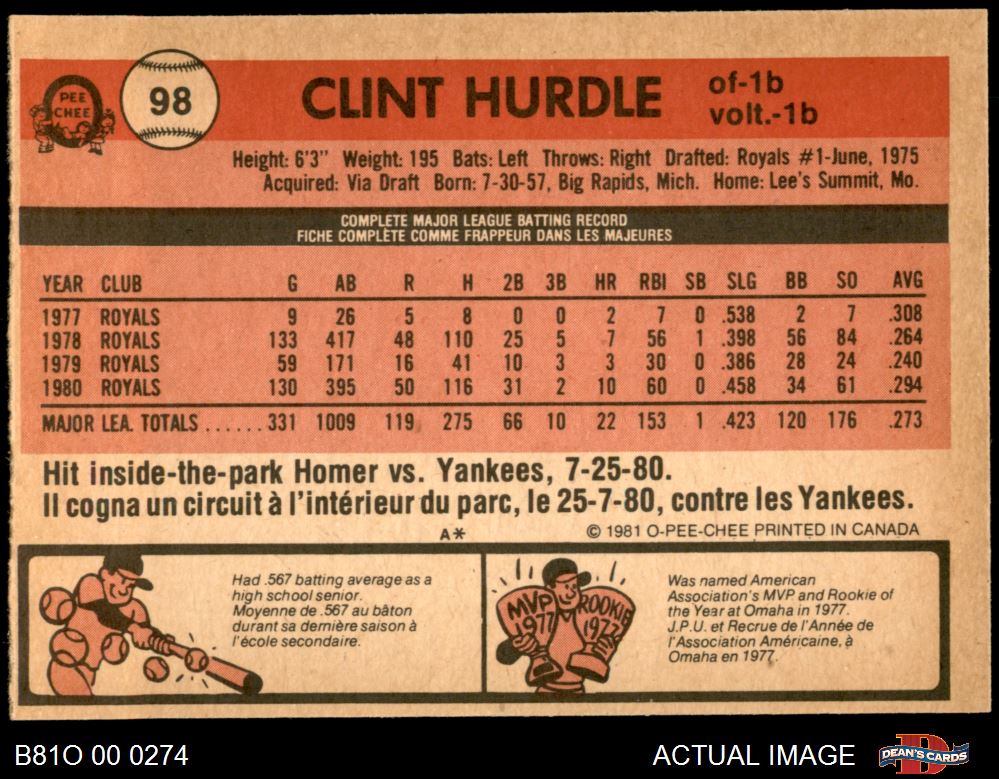 PEE
CHEE
98
CLINT HURDLE
of-1b
volt.-1b
Height: 6'3" Weight: 195 Bats: Left Throws: Right Drafted: Royals #1-June, 1975
Acquired: Via Draft Born: 7-30-57, Big Rapids, Mich. Home: Lee's Summit, Mo.
COMPLETE MAJOR LEAGUE BATTING RECORD
FICHE COMPLÈTE COMME FRAPPEUR DANS LES MAJEURES
YEAR CLUB G AB R H 2B 3B HR RBI SB SLG BB SO AVG
1977 ROYALS 9 26 5 8 0 0 2 7 0 .538 2 7 .308
1978 ROYALS 133 417 48 110 25 5 7 56 1 .398 56 84 .264
1979 ROYALS 59 171 16 41 10 3 3 30 0 .386 28 24 .240
1980 ROYALS 130 395 50 116 31 2 10 60 0 .458 34 61 .294
MAJOR LEA. TOTALS ...... 331 1009 119 275 66 10 22 153 1 .423 120 176 .273
Hit inside-the-park Homer vs. Yankees, 7-25-80.
Il cogna un circuit à l'intérieur du parc, le 25-7-80, contre les Yankees.
A* © 1981 O-PEE-CHEE PRINTED IN CANADA
Had .567 batting average as a
high school senior.
Moyenne de .567 au bâton
durant sa dernière saison à
l'école secondaire.
MVP
1977
ROOKIE
1977
Was named American
Association's MVP and Rookie of
the Year at Omaha in 1977.
J.P.U. et Recrue de l'Année de
l'Association Américaine, à
Omaha en 1977.
B81O 00 0274
ACTUAL IMAGE
DEAN'S CARDS